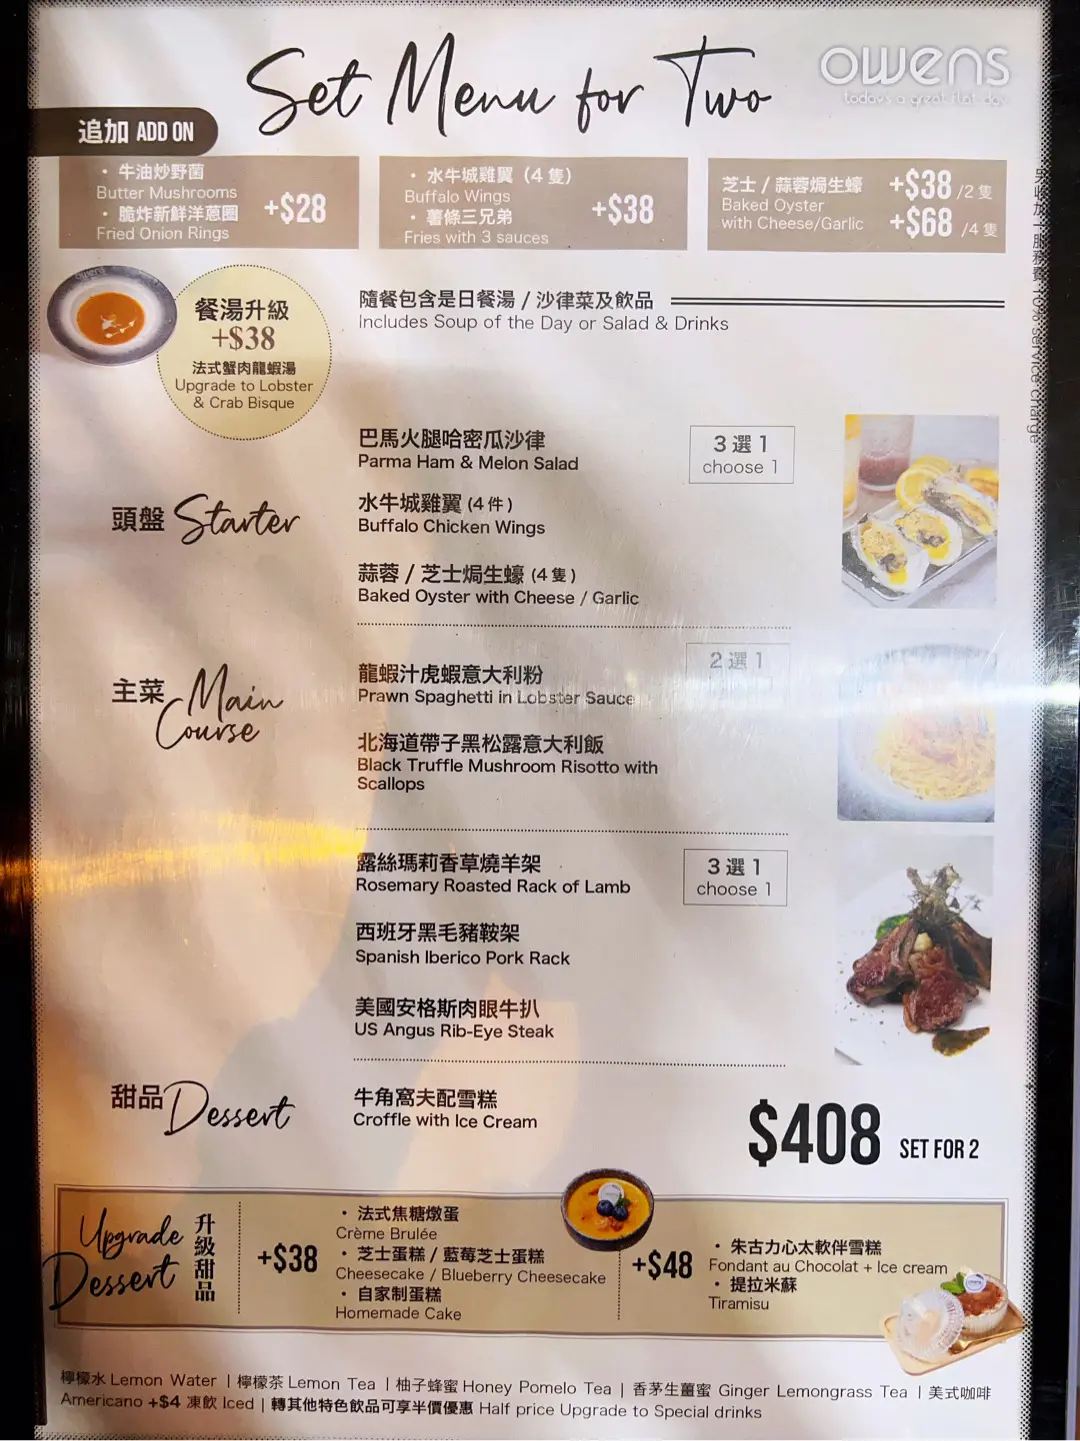 Set Menu for Two
owens
today's a great flat day
追加 ADD ON
・牛油炒野菌
Butter Mushrooms
・脆炸新鮮洋蔥圈
Fried Onion Rings
+$28
・水牛城雞翼（4 隻）
Buffalo Wings
・薯條三兄弟
Fries with 3 sauces
+$38
芝士 / 蒜蓉焗生蠔
Baked Oyster
with Cheese/Garlic
+$38 /2 隻
+$68 /4 隻
10% service charge
餐湯升級
+$38
法式蟹肉龍蝦湯
Upgrade to Lobster
& Crab Bisque
隨餐包含是日餐湯 / 沙律菜及飲品
Includes Soup of the Day or Salad & Drinks
頭盤 Starter
3 選 1
choose 1
巴馬火腿哈密瓜沙律
Parma Ham & Melon Salad
水牛城雞翼 (4 件)
Buffalo Chicken Wings
蒜蓉 / 芝士焗生蠔 (4 隻)
Baked Oyster with Cheese / Garlic
主菜 Main
Course
2 選 1
龍蝦汁虎蝦意大利粉
Prawn Spaghetti in Lobster Sauce
北海道帶子黑松露意大利飯
Black Truffle Mushroom Risotto with
Scallops
3 選 1
choose 1
露絲瑪莉香草燒羊架
Rosemary Roasted Rack of Lamb
西班牙黑毛豬鞍架
Spanish Iberico Pork Rack
美國安格斯肉眼牛扒
US Angus Rib-Eye Steak
甜品 Dessert
牛角窩夫配雪糕
Croffle with Ice Cream
$408 SET FOR 2
Upgrade
Dessert
升級甜品
+$38
・法式焦糖燉蛋
Crème Brulée
・芝士蛋糕 / 藍莓芝士蛋糕
Cheesecake / Blueberry Cheesecake
・自家制蛋糕
Homemade Cake
+$48
・朱古力心太軟伴雪糕
Fondant au Chocolat + Ice cream
・提拉米蘇
Tiramisu
檸檬水 Lemon Water | 檸檬茶 Lemon Tea | 柚子蜂蜜 Honey Pomelo Tea | 香茅生薑蜜 Ginger Lemongrass Tea | 美式咖啡
Americano +$4 凍飲 Iced | 轉其他特色飲品可享半價優惠 Half price Upgrade to Special drinks